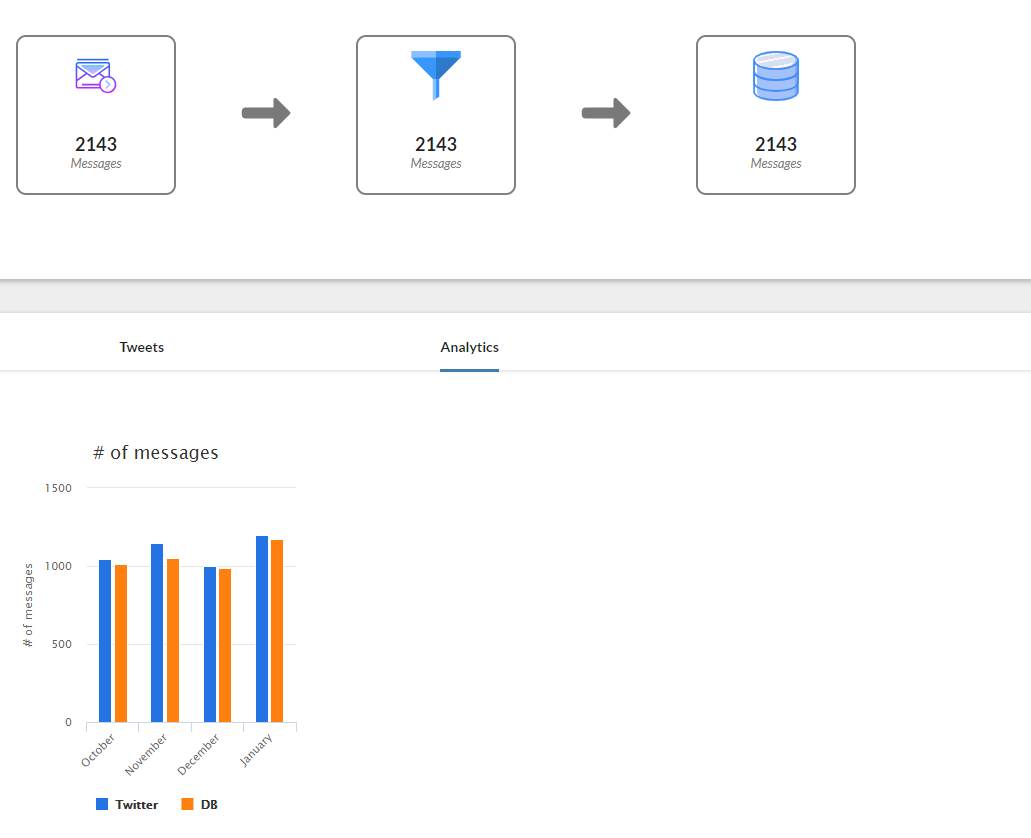 2143
Messages
2143
Messages
2143
Messages
Tweets
Analytics
# of messages
1500
1000
500
0
# of messages
October
November
December
January
Twitter
DB